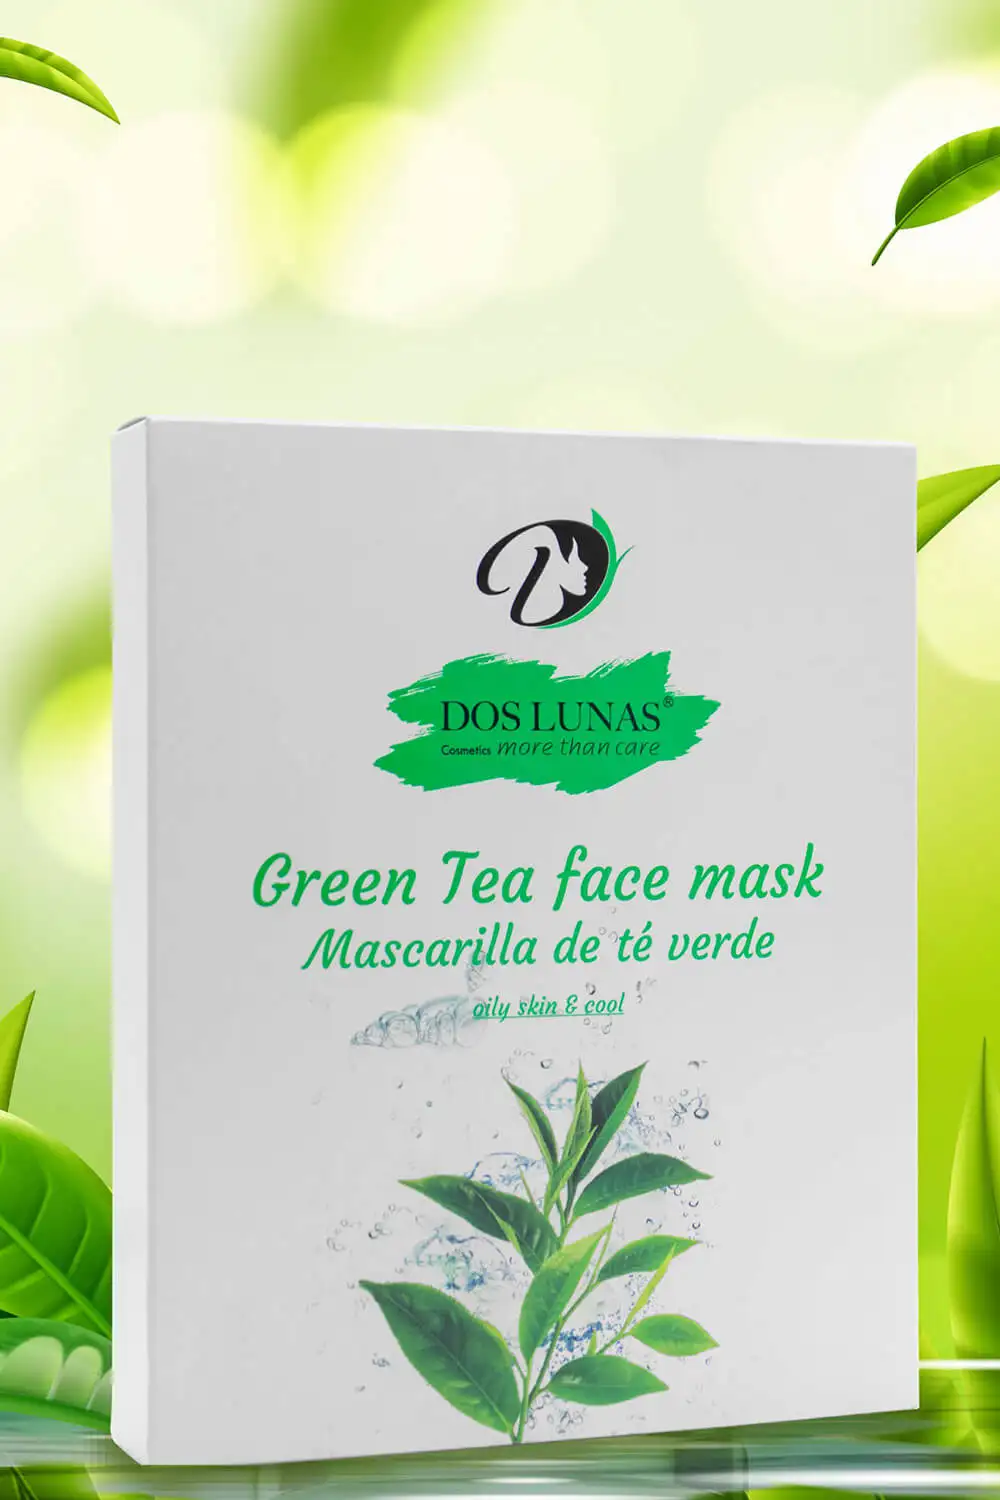 DOS LUNAS®
Cosmetics more than care
Green Tea face mask
Mascarilla de té verde
oily skin & cool